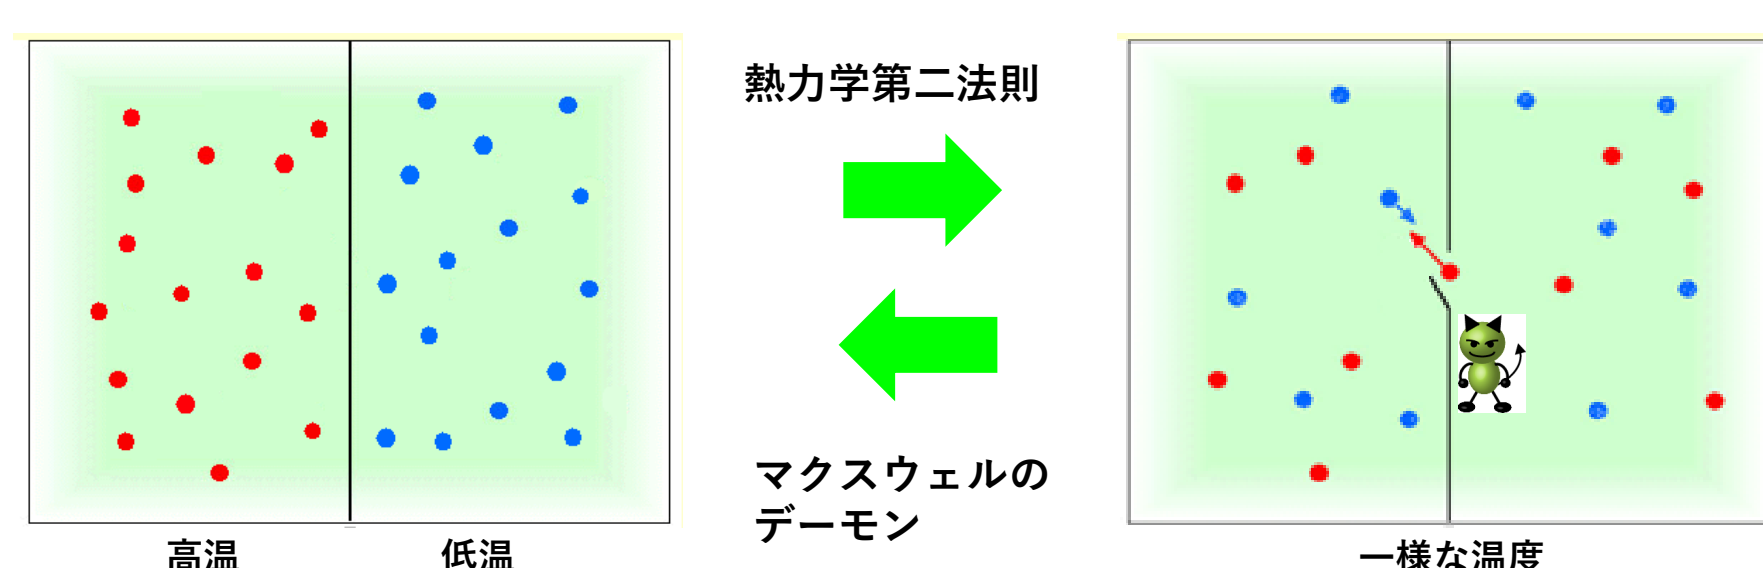 熱力学第二法則
マクスウェルの
デーモン
高温
低温
一様な温度